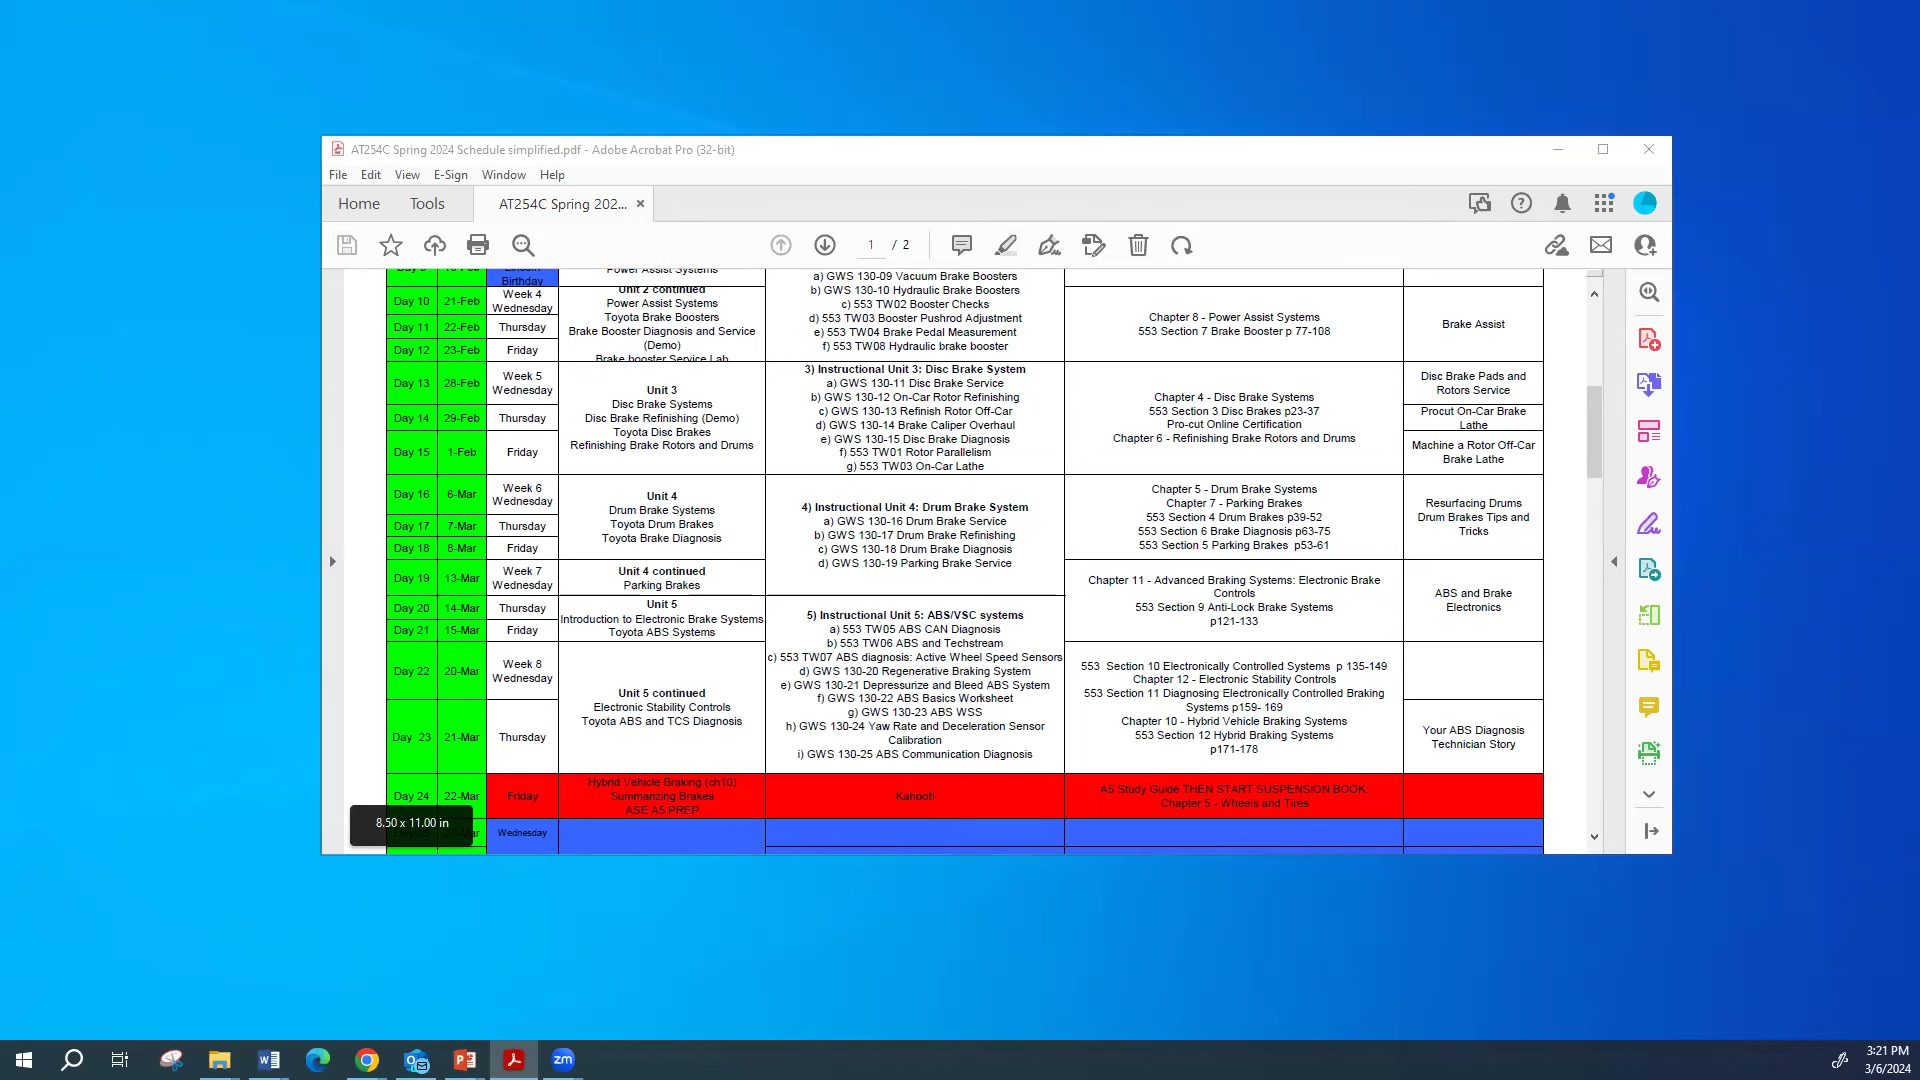 AT254C Spring 2024 Schedule simplified.pdf - Adobe Acrobat Pro (32-bit)
File Edit View E-Sign Window Help
Home Tools AT254C Spring 202... ×
1 / 2
Birthday
Power Assist Systems
a) GWS 130-09 Vacuum Brake Boosters
b) GWS 130-10 Hydraulic Brake Boosters
c) 553 TW02 Booster Checks
d) 553 TW03 Booster Pushrod Adjustment
e) 553 TW04 Brake Pedal Measurement
f) 553 TW08 Hydraulic brake booster
Day 10 21-Feb Week 4
Wednesday
Day 11 22-Feb Thursday
Day 12 23-Feb Friday
Unit 2 continued
Power Assist Systems
Toyota Brake Boosters
Brake Booster Diagnosis and Service
(Demo)
Brake booster Service Lab
Chapter 8 - Power Assist Systems
553 Section 7 Brake Booster p 77-108
Brake Assist
Day 13 28-Feb Week 5
Wednesday
Day 14 29-Feb Thursday
Day 15 1-Feb Friday
Unit 3
Disc Brake Systems
Disc Brake Refinishing (Demo)
Toyota Disc Brakes
Refinishing Brake Rotors and Drums
3) Instructional Unit 3: Disc Brake System
a) GWS 130-11 Disc Brake Service
b) GWS 130-12 On-Car Rotor Refinishing
c) GWS 130-13 Refinish Rotor Off-Car
d) GWS 130-14 Brake Caliper Overhaul
e) GWS 130-15 Disc Brake Diagnosis
f) 553 TW01 Rotor Parallelism
g) 553 TW03 On-Car Lathe
Chapter 4 - Disc Brake Systems
553 Section 3 Disc Brakes p23-37
Pro-cut Online Certification
Chapter 6 - Refinishing Brake Rotors and Drums
Disc Brake Pads and
Rotors Service
Procut On-Car Brake
Lathe
Machine a Rotor Off-Car
Brake Lathe
Day 16 6-Mar Week 6
Wednesday
Day 17 7-Mar Thursday
Day 18 8-Mar Friday
Unit 4
Drum Brake Systems
Toyota Drum Brakes
Toyota Brake Diagnosis
4) Instructional Unit 4: Drum Brake System
a) GWS 130-16 Drum Brake Service
b) GWS 130-17 Drum Brake Refinishing
c) GWS 130-18 Drum Brake Diagnosis
d) GWS 130-19 Parking Brake Service
Chapter 5 - Drum Brake Systems
Chapter 7 - Parking Brakes
553 Section 4 Drum Brakes p39-52
553 Section 6 Brake Diagnosis p63-75
553 Section 5 Parking Brakes p53-61
Resurfacing Drums
Drum Brakes Tips and
Tricks
Day 19 13-Mar Week 7
Wednesday
Unit 4 continued
Parking Brakes
Day 20 14-Mar Thursday
Day 21 15-Mar Friday
Unit 5
Introduction to Electronic Brake Systems
Toyota ABS Systems
Chapter 11 - Advanced Braking Systems: Electronic Brake
Controls
553 Section 9 Anti-Lock Brake Systems
p121-133
ABS and Brake
Electronics
5) Instructional Unit 5: ABS/VSC systems
a) 553 TW05 ABS CAN Diagnosis
b) 553 TW06 ABS and Techstream
c) 553 TW07 ABS diagnosis: Active Wheel Speed Sensors
d) GWS 130-20 Regenerative Braking System
e) GWS 130-21 Depressurize and Bleed ABS System
f) GWS 130-22 ABS Basics Worksheet
g) GWS 130-23 ABS WSS
h) GWS 130-24 Yaw Rate and Deceleration Sensor
Calibration
i) GWS 130-25 ABS Communication Diagnosis
Day 22 20-Mar Week 8
Wednesday
Day 23 21-Mar Thursday
Unit 5 continued
Electronic Stability Controls
Toyota ABS and TCS Diagnosis
553 Section 10 Electronically Controlled Systems p 135-149
Chapter 12 - Electronic Stability Controls
553 Section 11 Diagnosing Electronically Controlled Braking
Systems p159- 169
Chapter 10 - Hybrid Vehicle Braking Systems
553 Section 12 Hybrid Braking Systems
p171-178
Your ABS Diagnosis
Technician Story
Day 24 22-Mar Friday
Hybrid Vehicle Braking (ch10)
Summarizing Brakes
ASE A5 PREP
Kahoot!
A5 Study Guide THEN START SUSPENSION BOOK:
Chapter 5 - Wheels and Tires
8.50 x 11.00 in
Wednesday
3:21 PM
3/6/2024